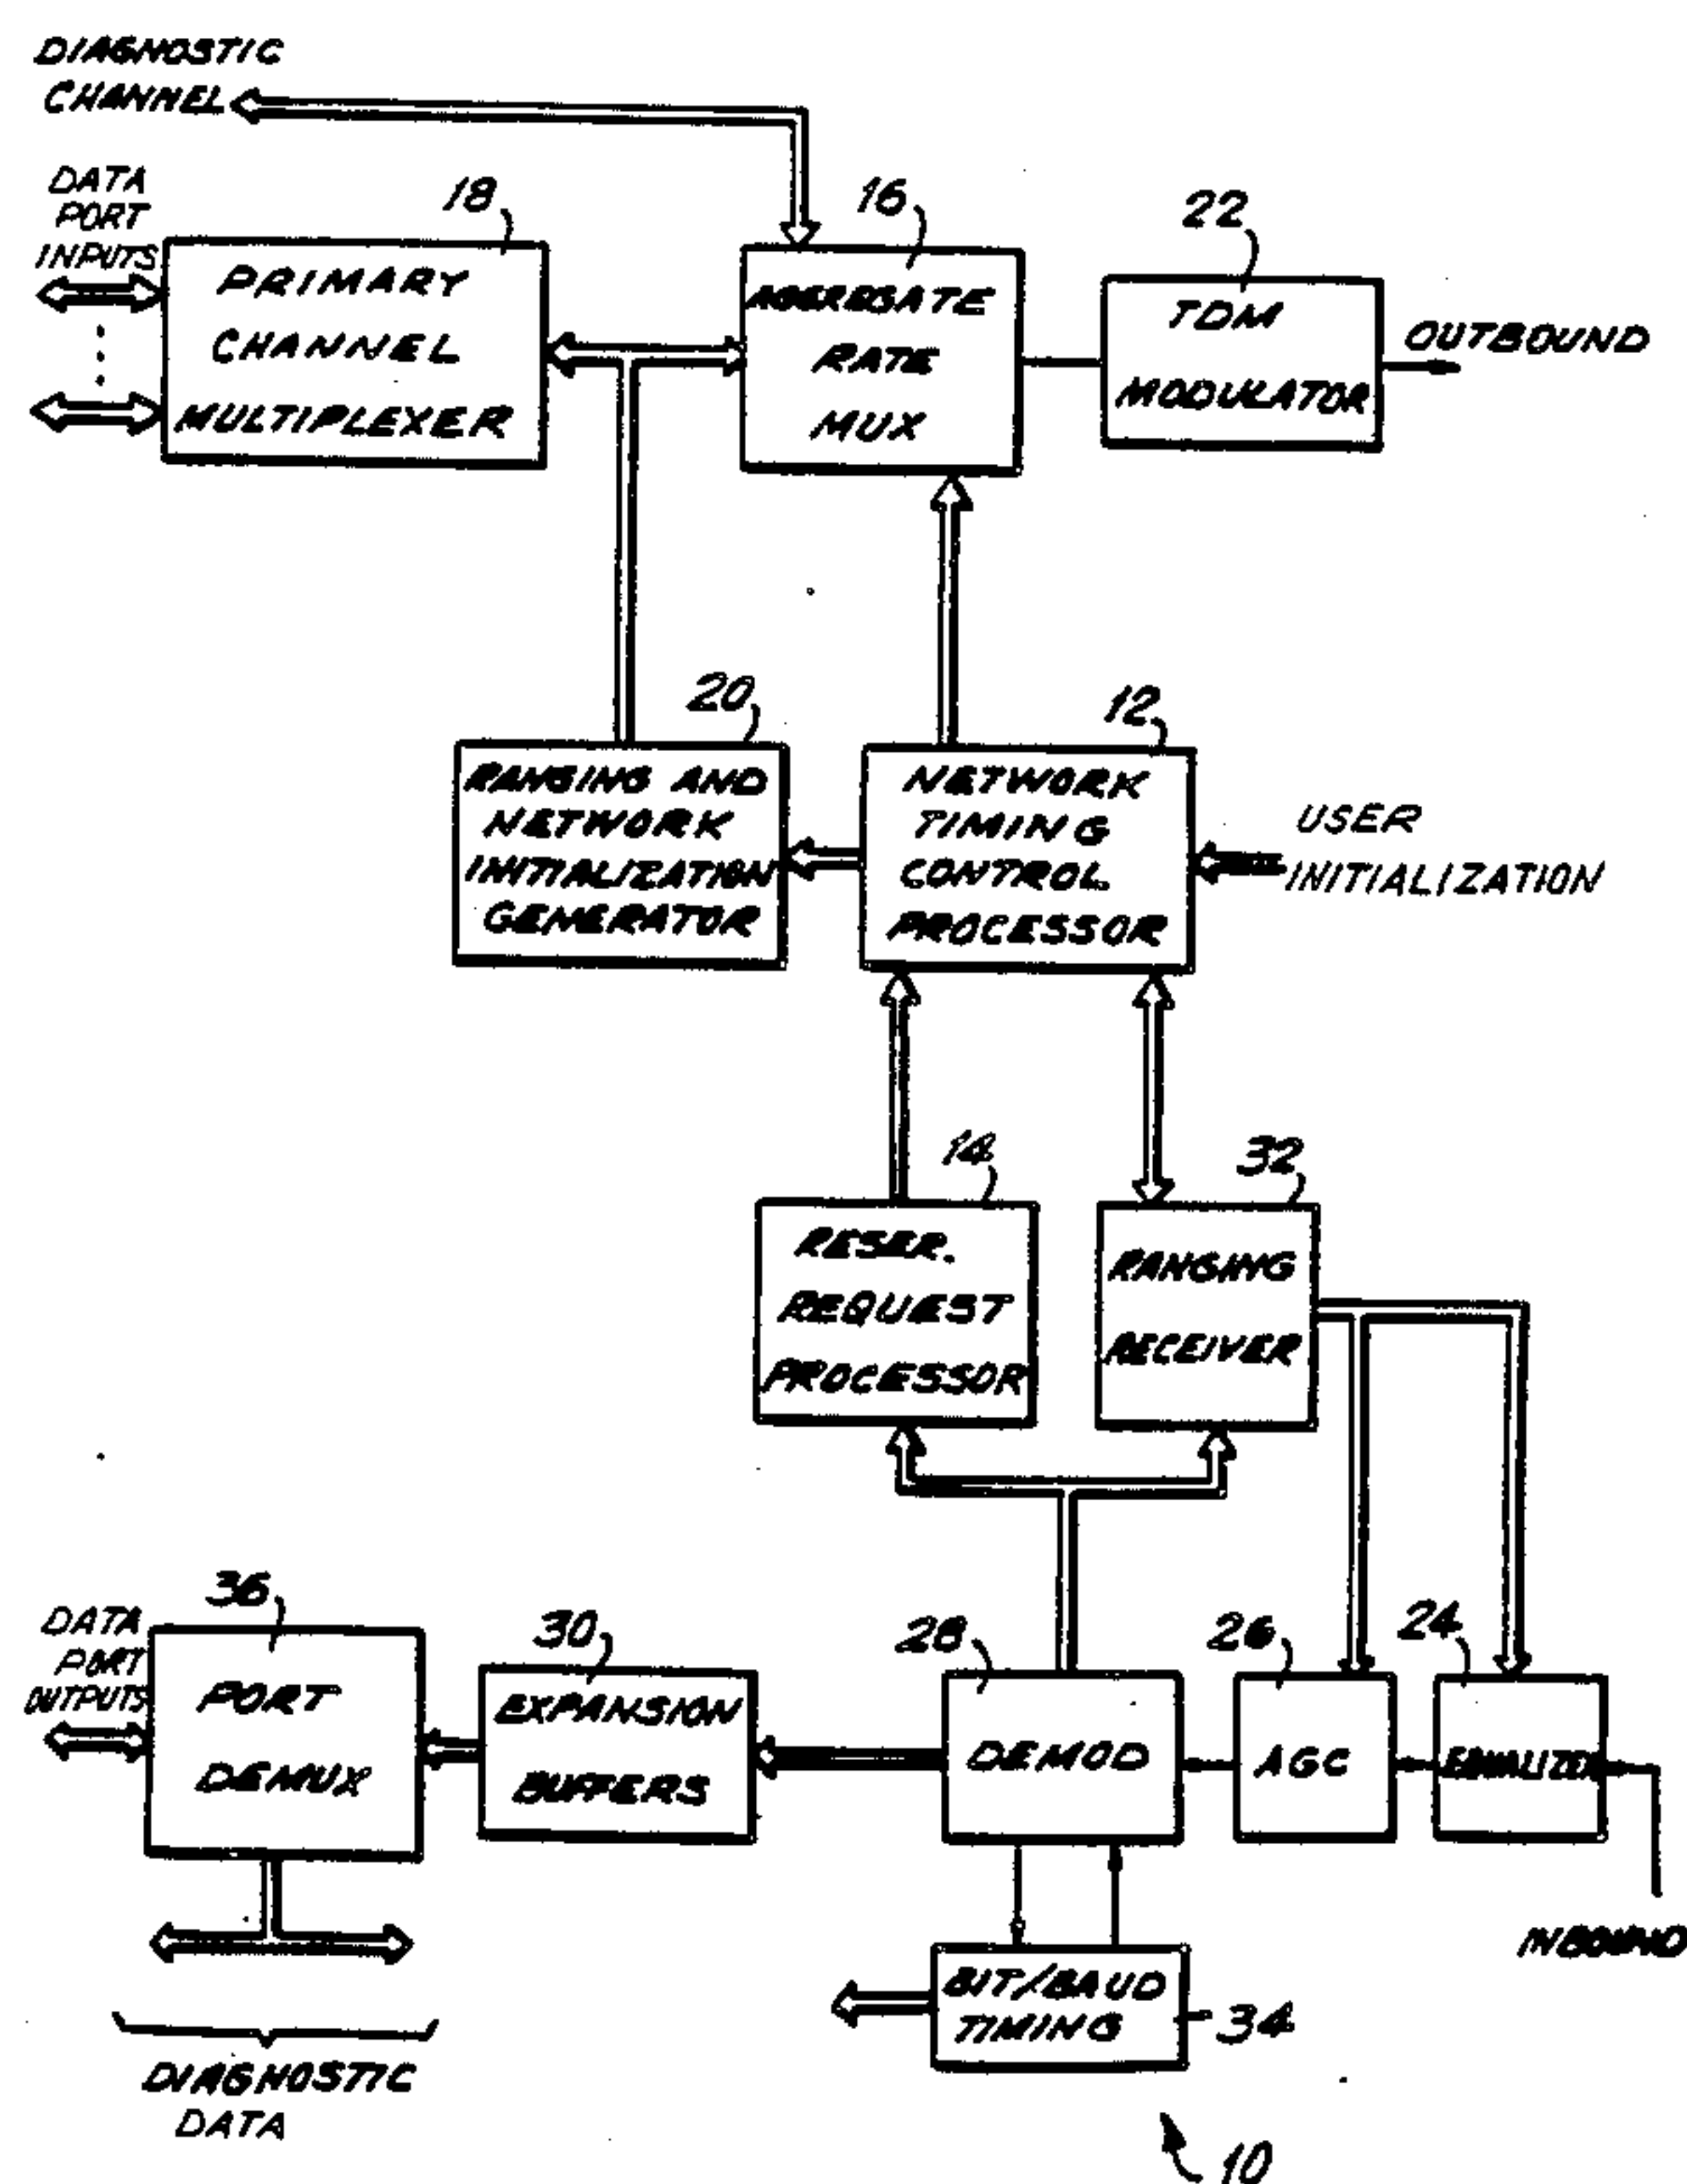 DIAGNOSTIC
CHANNEL
DATA
PORT
INPUTS
18
PRIMARY
CHANNEL
MULTIPLEXER
16
AGGREGATE
RATE
MUX
22
TDM
MODULATOR
OUTBOUND
20
RANGING AND
NETWORK
INITIALIZATION
GENERATOR
12
NETWORK
TIMING
CONTROL
PROCESSOR
USER
INITIALIZATION
14
RESER.
REQUEST
PROCESSOR
32
RANGING
RECEIVER
DATA
PORT
OUTPUTS
36
PORT
DEMUX
30
EXPANSION
BUFFERS
28
DEMOD
26
AGC
24
EQUALIZER
INBOUND
BIT/BAUD
TIMING
34
DIAGNOSTIC
DATA
10